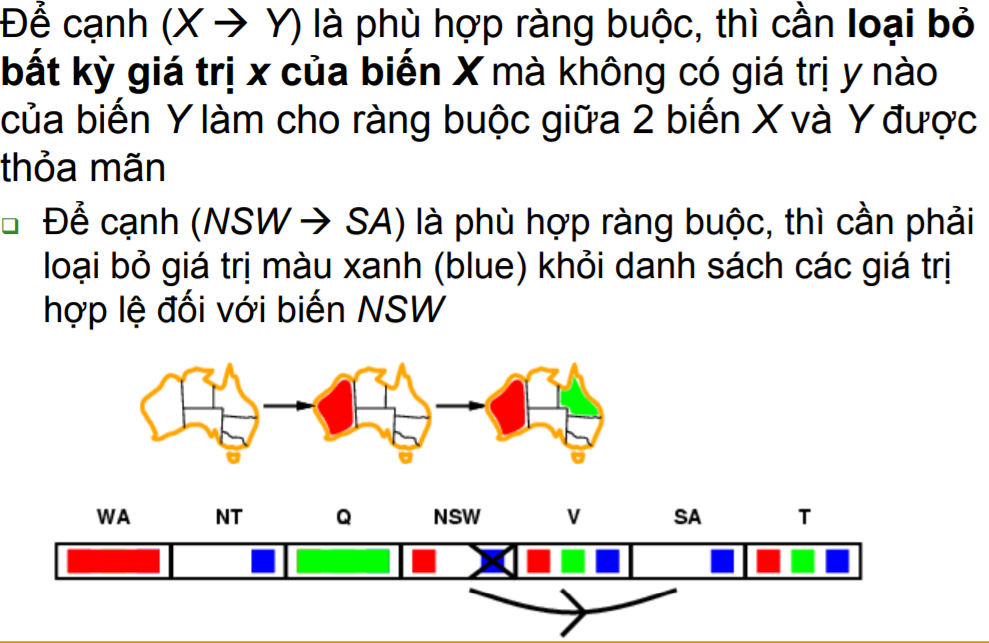 Để cạnh (X → Y) là phù hợp ràng buộc, thì cần loại bỏ
bất kỳ giá trị x của biến X mà không có giá trị y nào
của biến Y làm cho ràng buộc giữa 2 biến X và Y được
thỏa mãn
Để cạnh (NSW → SA) là phù hợp ràng buộc, thì cần phải
loại bỏ giá trị màu xanh (blue) khỏi danh sách các giá trị
hợp lệ đối với biến NSW
WA NT Q NSW V SA T